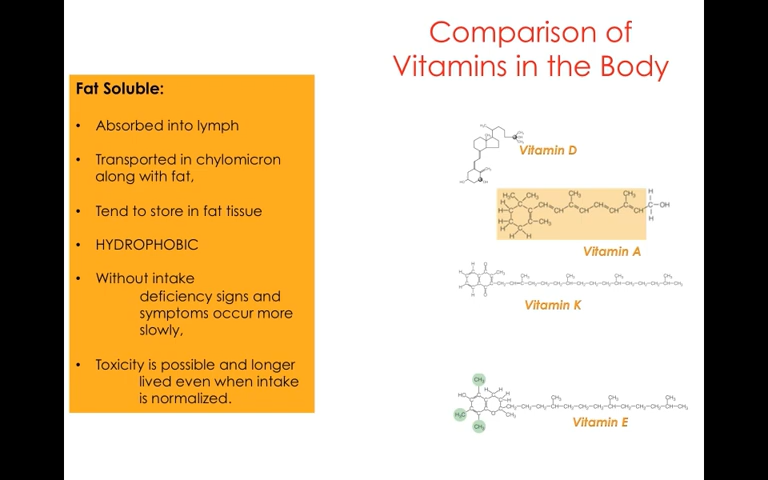 Comparison of
Vitamins in the Body
Fat Soluble:
• Absorbed into lymph
• Transported in chylomicron
along with fat,
• Tend to store in fat tissue
• HYDROPHOBIC
• Without intake
deficiency signs and
symptoms occur more
slowly,
• Toxicity is possible and longer
lived even when intake
is normalized.
Vitamin D
Vitamin A
Vitamin K
Vitamin E